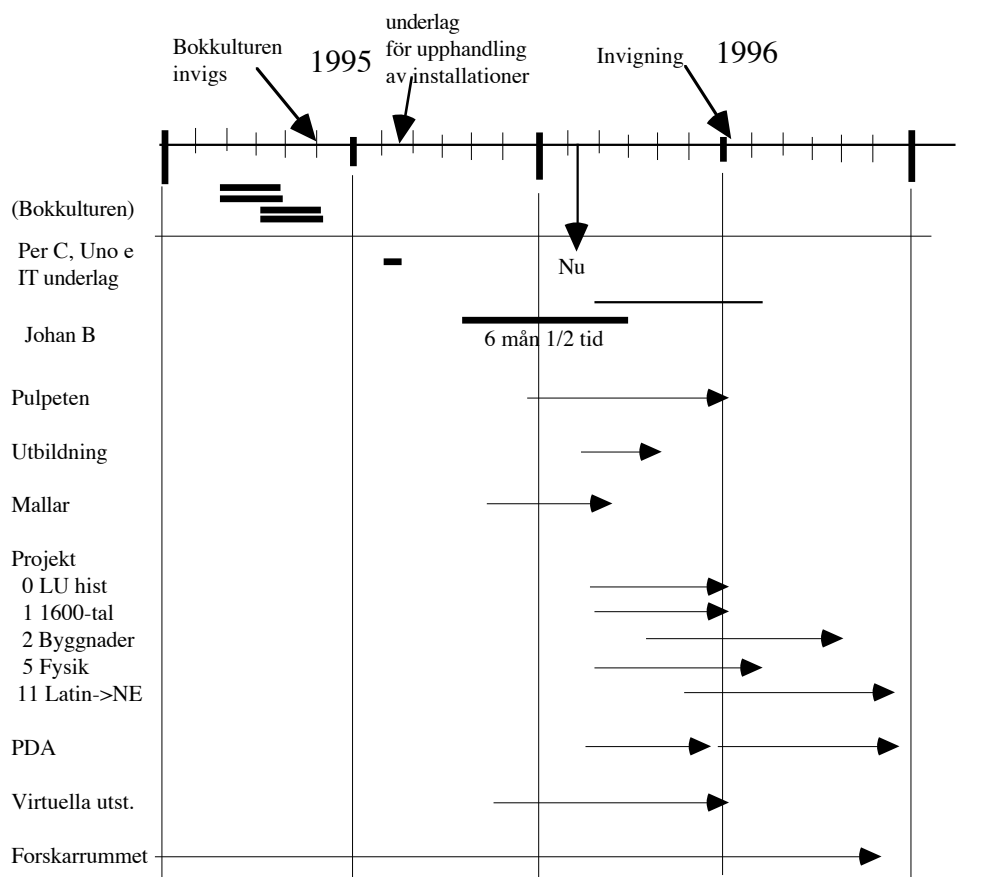 underlag
Bokkulturen
invigs
1995
för upphandling
av installationer
Invigning
1996
(Bokkulturen)
Per C, Uno e
IT underlag
Nu
Johan B
6 mån 1/2 tid
Pulpeten
Utbildning
Mallar
Projekt
0 LU hist
1 1600-tal
2 Byggnader
5 Fysik
11 Latin->NE
PDA
Virtuella utst.
Forskarrummet